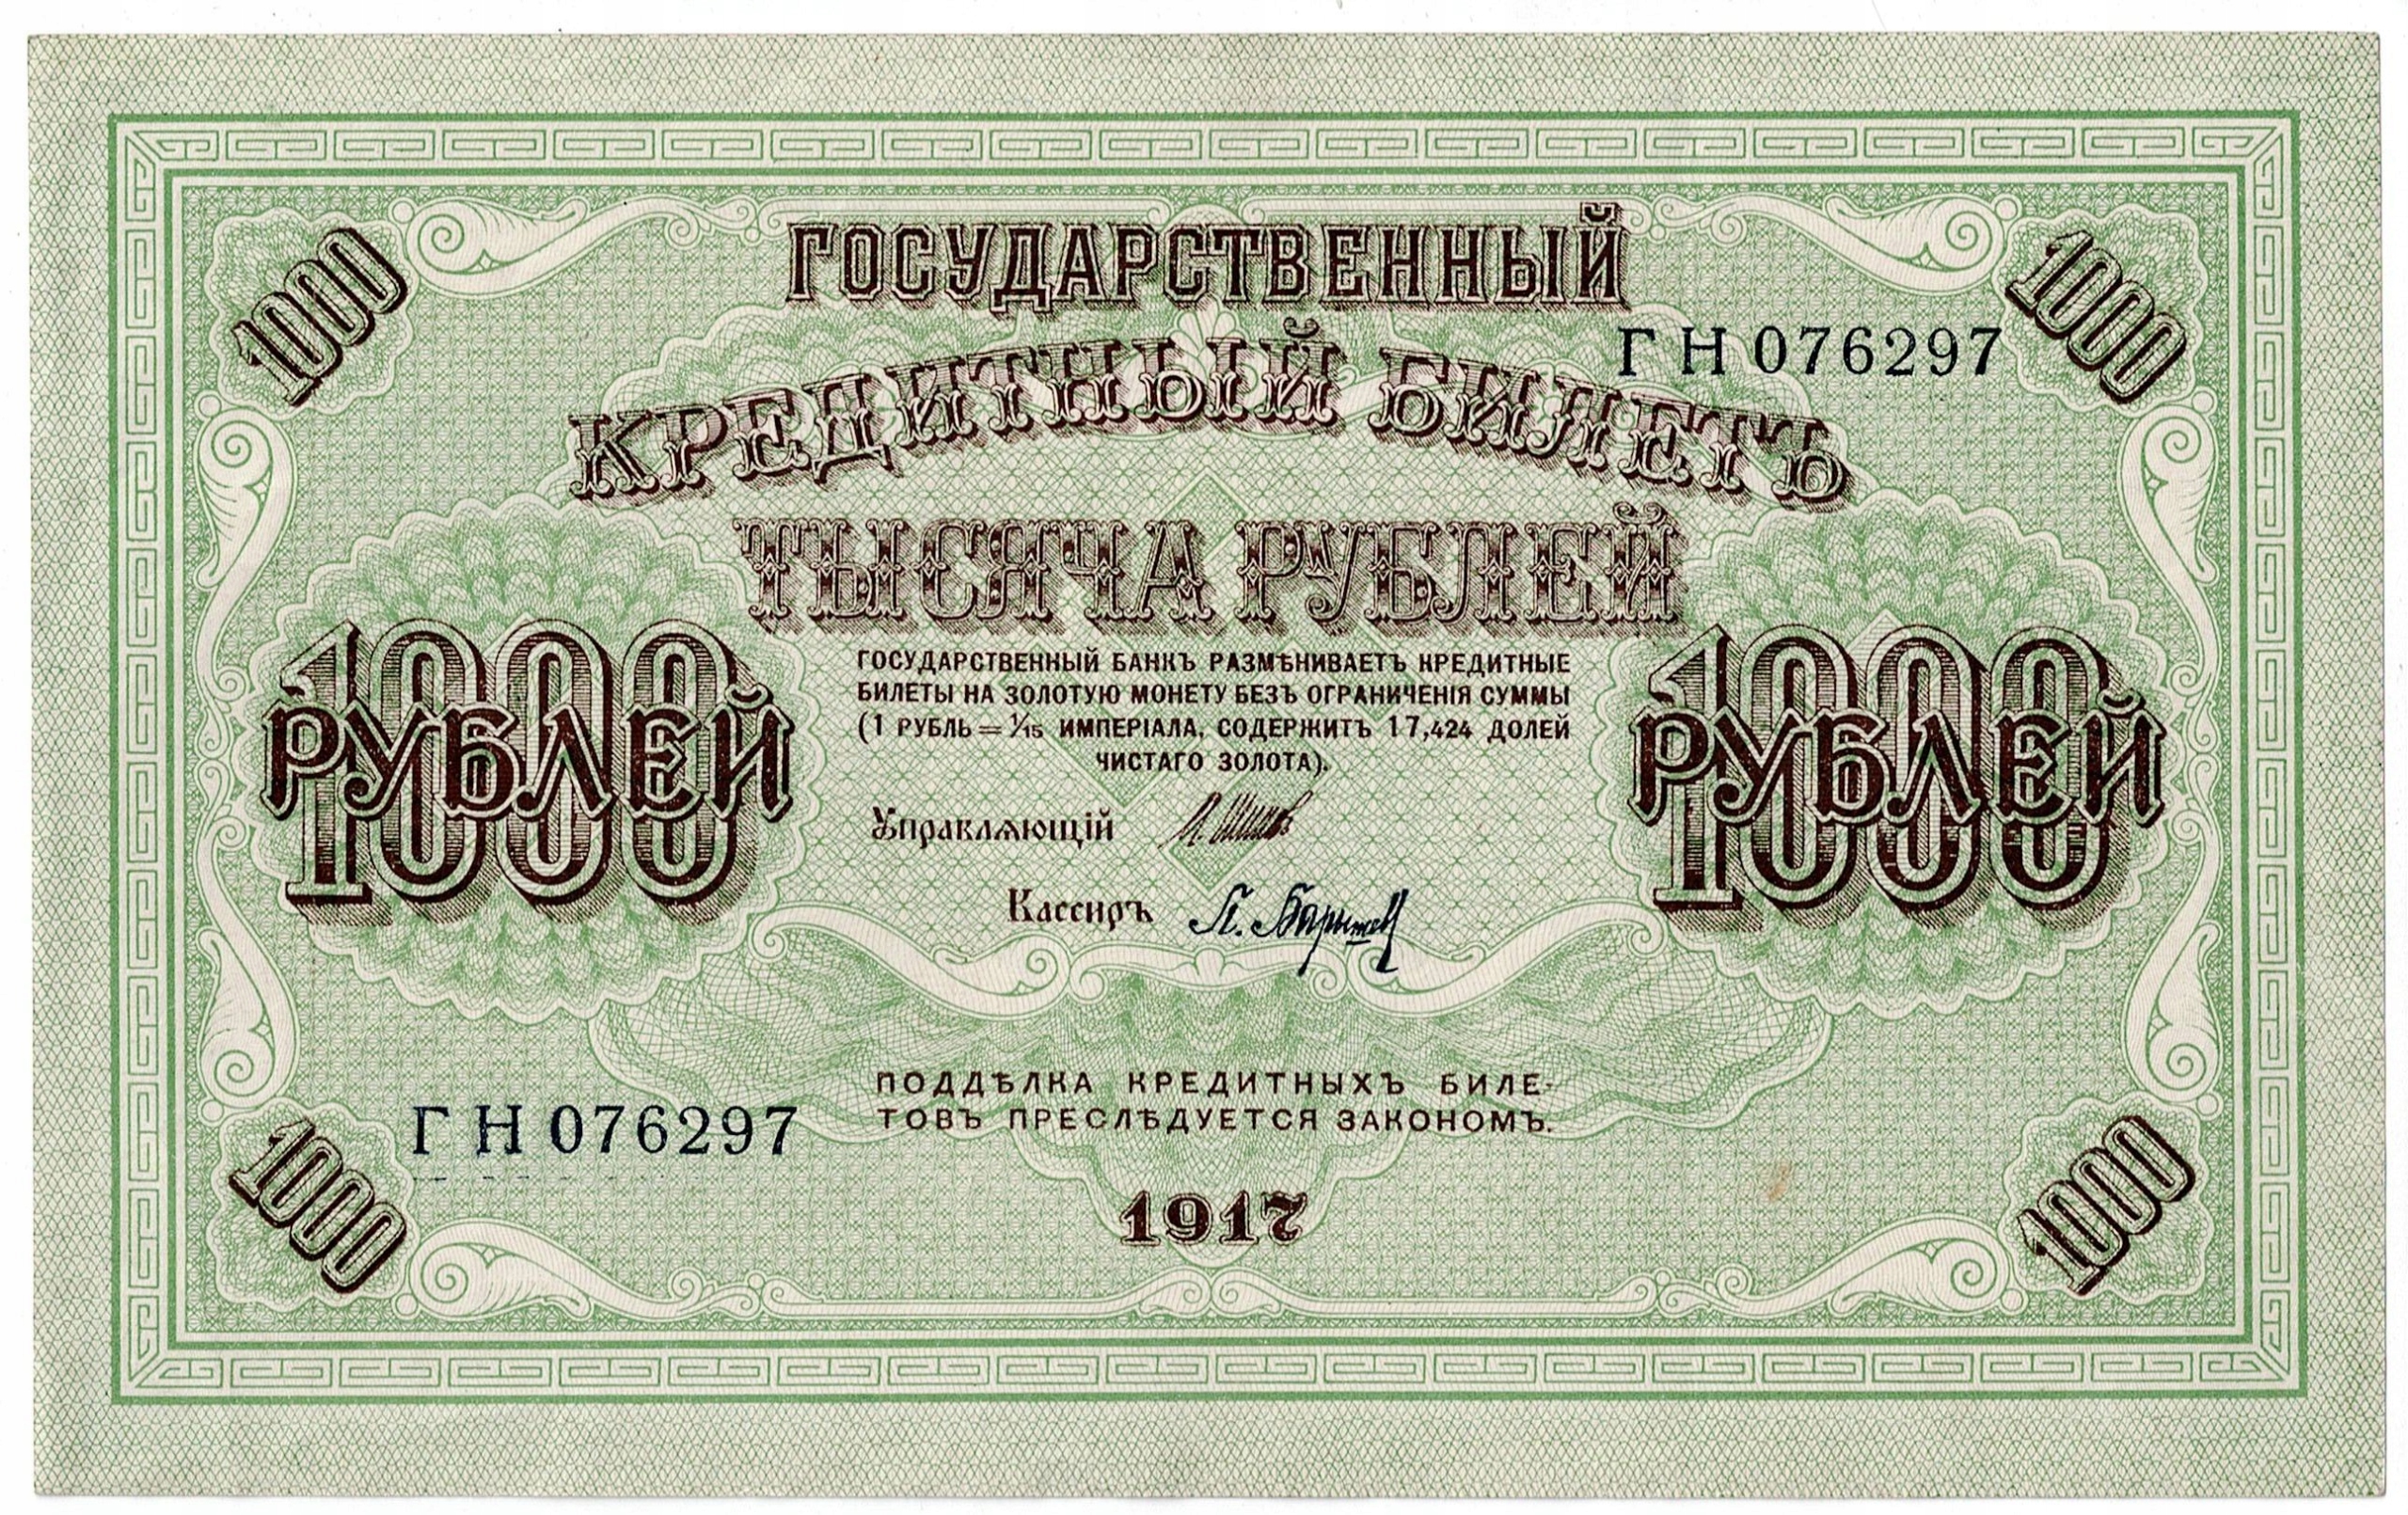 1000
1000
ГОСУДАРСТВЕННЫЙ
ГН 076297
КРЕДИТНЫЙ БИЛЕТЪ
ТЫСЯЧА РУБЛЕЙ
1000
РУБЛЕЙ
1000
РУБЛЕЙ
ГОСУДАРСТВЕННЫЙ БАНКЪ РАЗМѢНИВАЕТЪ КРЕДИТНЫЕ
БИЛЕТЫ НА ЗОЛОТУЮ МОНЕТУ БЕЗЪ ОГРАНИЧЕНІЯ СУММЫ
(1 РУБЛЬ = 1/15 ИМПЕРІАЛА, СОДЕРЖИТЪ 17,424 ДОЛЕЙ
ЧИСТАГО ЗОЛОТА).
Управляющій И. Шипов
Кассиръ П. Барышев
ПОДДѢЛКА КРЕДИТНЫХЪ БИЛЕ-
ТОВЪ ПРЕСЛѢДУЕТСЯ ЗАКОНОМЪ.
ГН 076297
1917
1000
1000